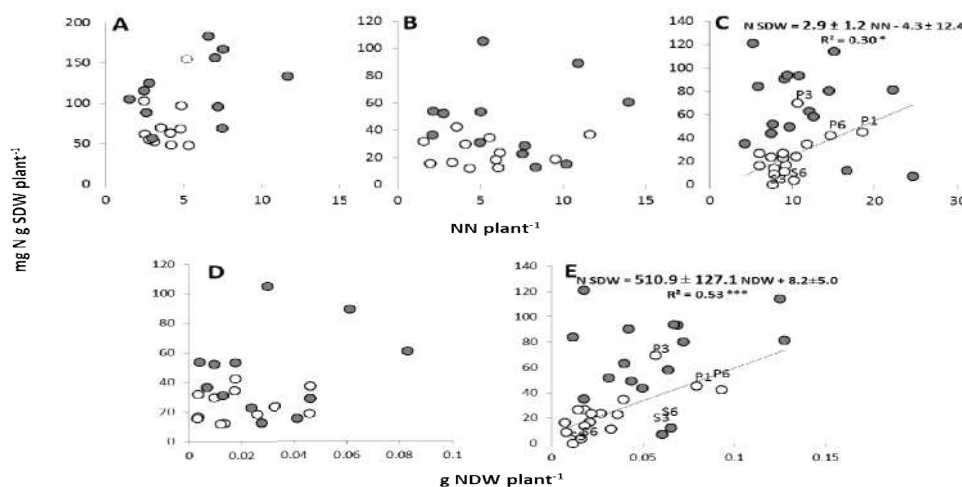 A
B
C
N SDW = 2.9 ± 1.2 NN - 4.3 ± 12.4
R² = 0.30 *
200
150
100
50
0
0 5 10 15
120
100
80
60
40
20
0
0 5 10 15
140
120
100
80
60
40
20
0
0 10 20 30
P3
P6
P1
S3
S6
mg N g SDW plant⁻¹
NN plant⁻¹
D
E
N SDW = 510.9 ± 127.1 NDW + 8.2±5.0
R² = 0.53 ***
120
100
80
60
40
20
0
0 0.02 0.04 0.06 0.08 0.1
140
120
100
80
60
40
20
0
0 0.05 0.1 0.15
P3
P1
P6
S3
S6
S6
g NDW plant⁻¹